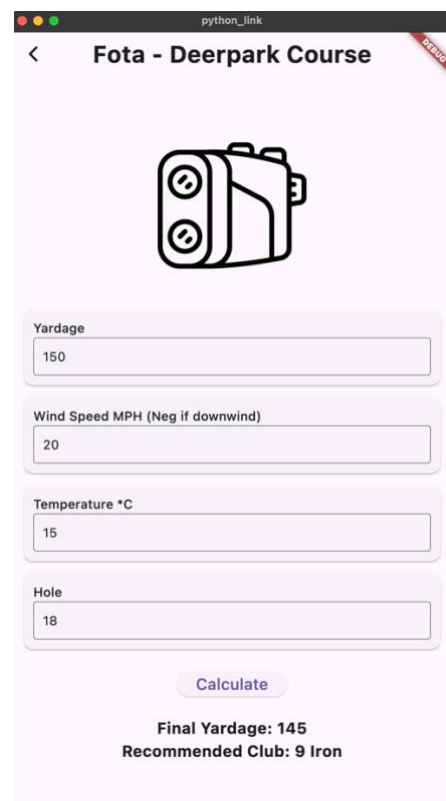 python_link
Fota - Deerpark Course
DEBUG
Yardage
150
Wind Speed MPH (Neg if downwind)
20
Temperature *C
15
Hole
18
Calculate
Final Yardage: 145
Recommended Club: 9 Iron